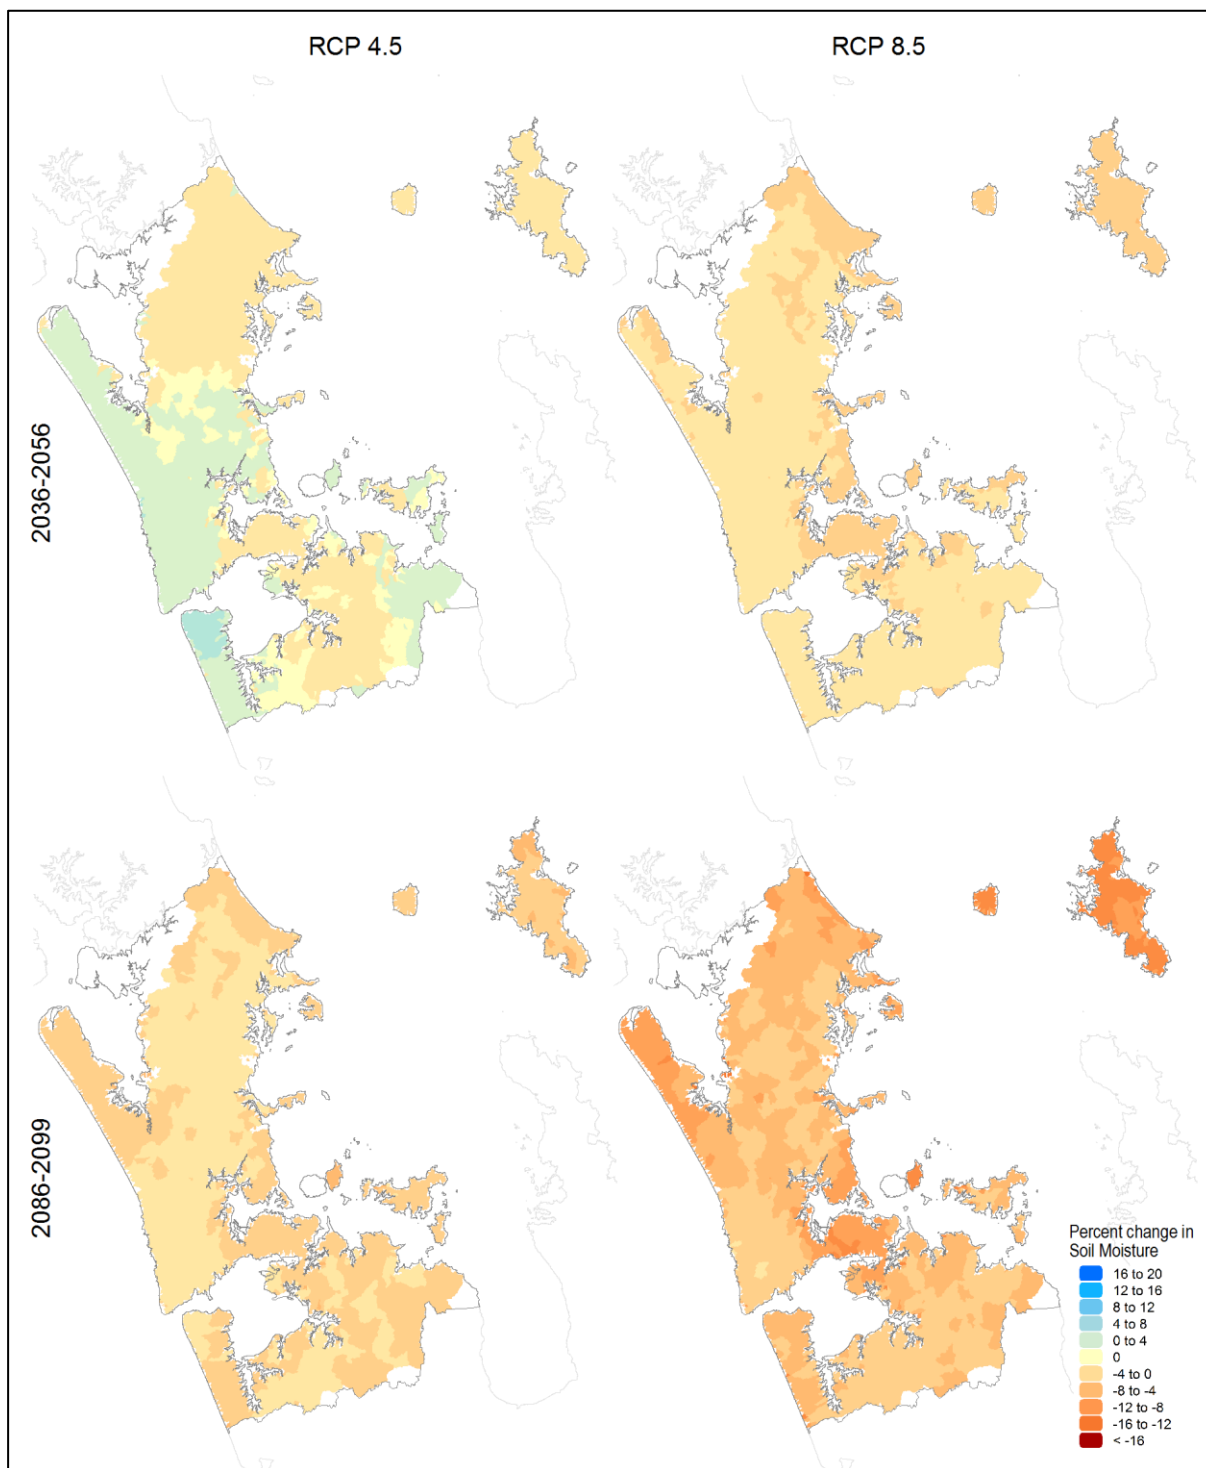 RCP 4.5
RCP 8.5
2036-2056
2086-2099
Percent change in
Soil Moisture
16 to 20
12 to 16
8 to 12
4 to 8
0 to 4
0
-4 to 0
-8 to -4
-12 to -8
-16 to -12
< -16